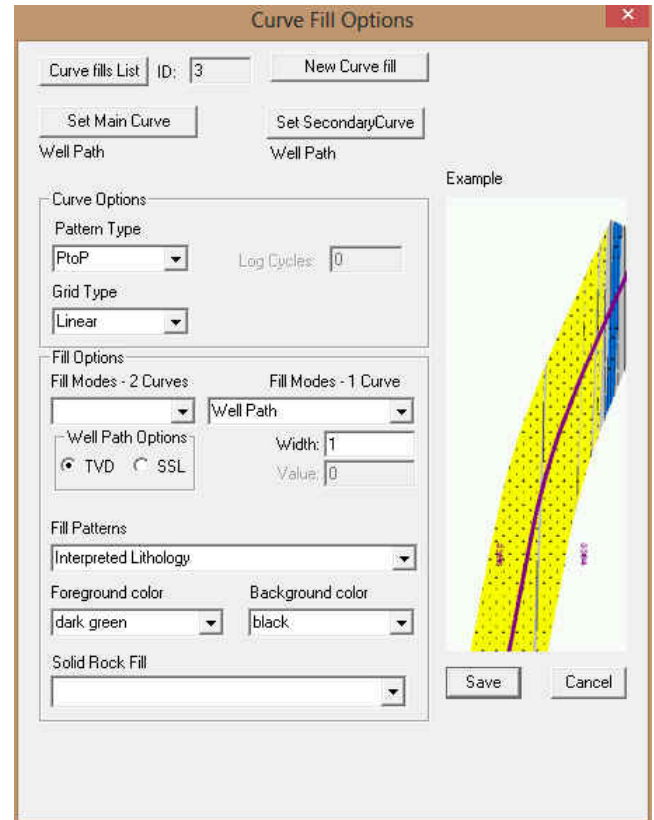 Curve Fill Options
Curve fills List ID: 3 New Curve fill
Set Main Curve Set SecondaryCurve
Well Path Well Path
Example
Curve Options
Pattern Type
PtoP Log Cycles: 0
Grid Type
Linear
Fill Options
Fill Modes - 2 Curves Fill Modes - 1 Curve
Well Path
Well Path Options Width: 1
TVD SSL Value: 0
Fill Patterns
Interpreted Lithology
Foreground color Background color
dark green black
Solid Rock Fill
Save Cancel